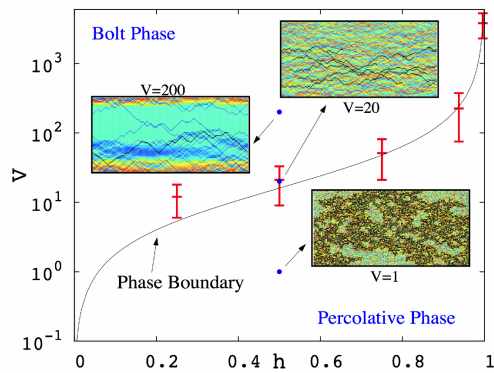 Bolt Phase
V=200
V=20
V=1
Phase Boundary
Percolative Phase
V
10^3
10^2
10^1
10^0
10^-1
0
0.2
0.4
h
0.6
0.8
1